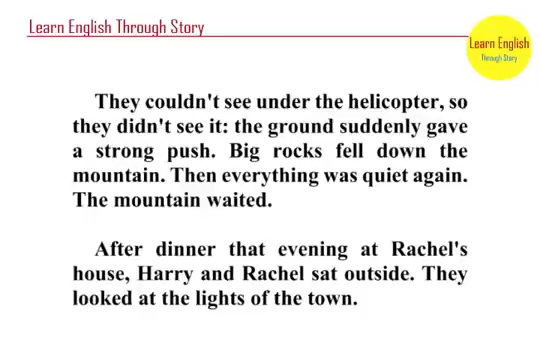 Learn English Through Story
Learn English
Through Story
They couldn't see under the helicopter, so
they didn't see it: the ground suddenly gave
a strong push. Big rocks fell down the
mountain. Then everything was quiet again.
The mountain waited.
After dinner that evening at Rachel's
house, Harry and Rachel sat outside. They
looked at the lights of the town.